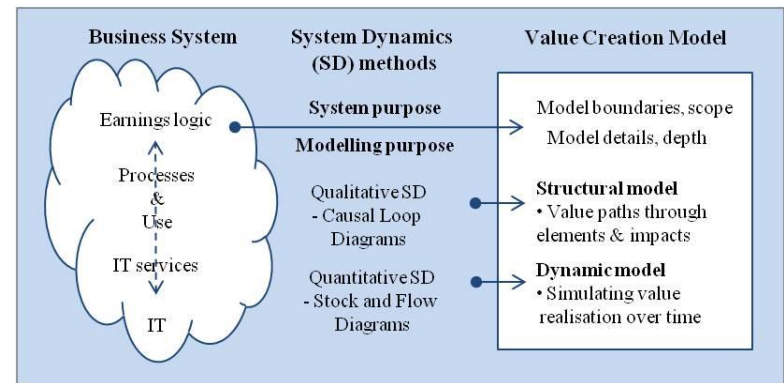 Business System
System Dynamics
(SD) methods
Value Creation Model
Earnings logic
Processes
&
Use
IT services
IT
System purpose
Modelling purpose
Qualitative SD
- Causal Loop
Diagrams
Quantitative SD
- Stock and Flow
Diagrams
Model boundaries, scope
Model details, depth
Structural model
• Value paths through
elements & impacts
Dynamic model
• Simulating value
realisation over time